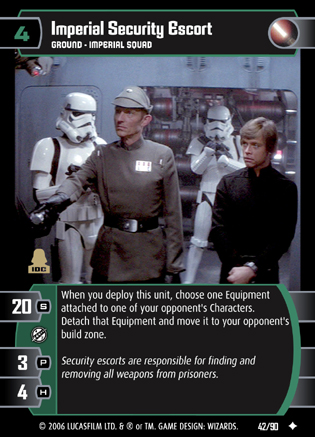 4
Imperial Security Escort
GROUND • IMPERIAL SQUAD
IDC
20 S
When you deploy this unit, choose one Equipment
attached to one of your opponent's Characters.
Detach that Equipment and move it to your opponent's
build zone.
3 P
Security escorts are responsible for finding and
removing all weapons from prisoners.
4 H
© 2006 LUCASFILM LTD. & ® or TM. GAME DESIGN: WIZARDS.
42/90